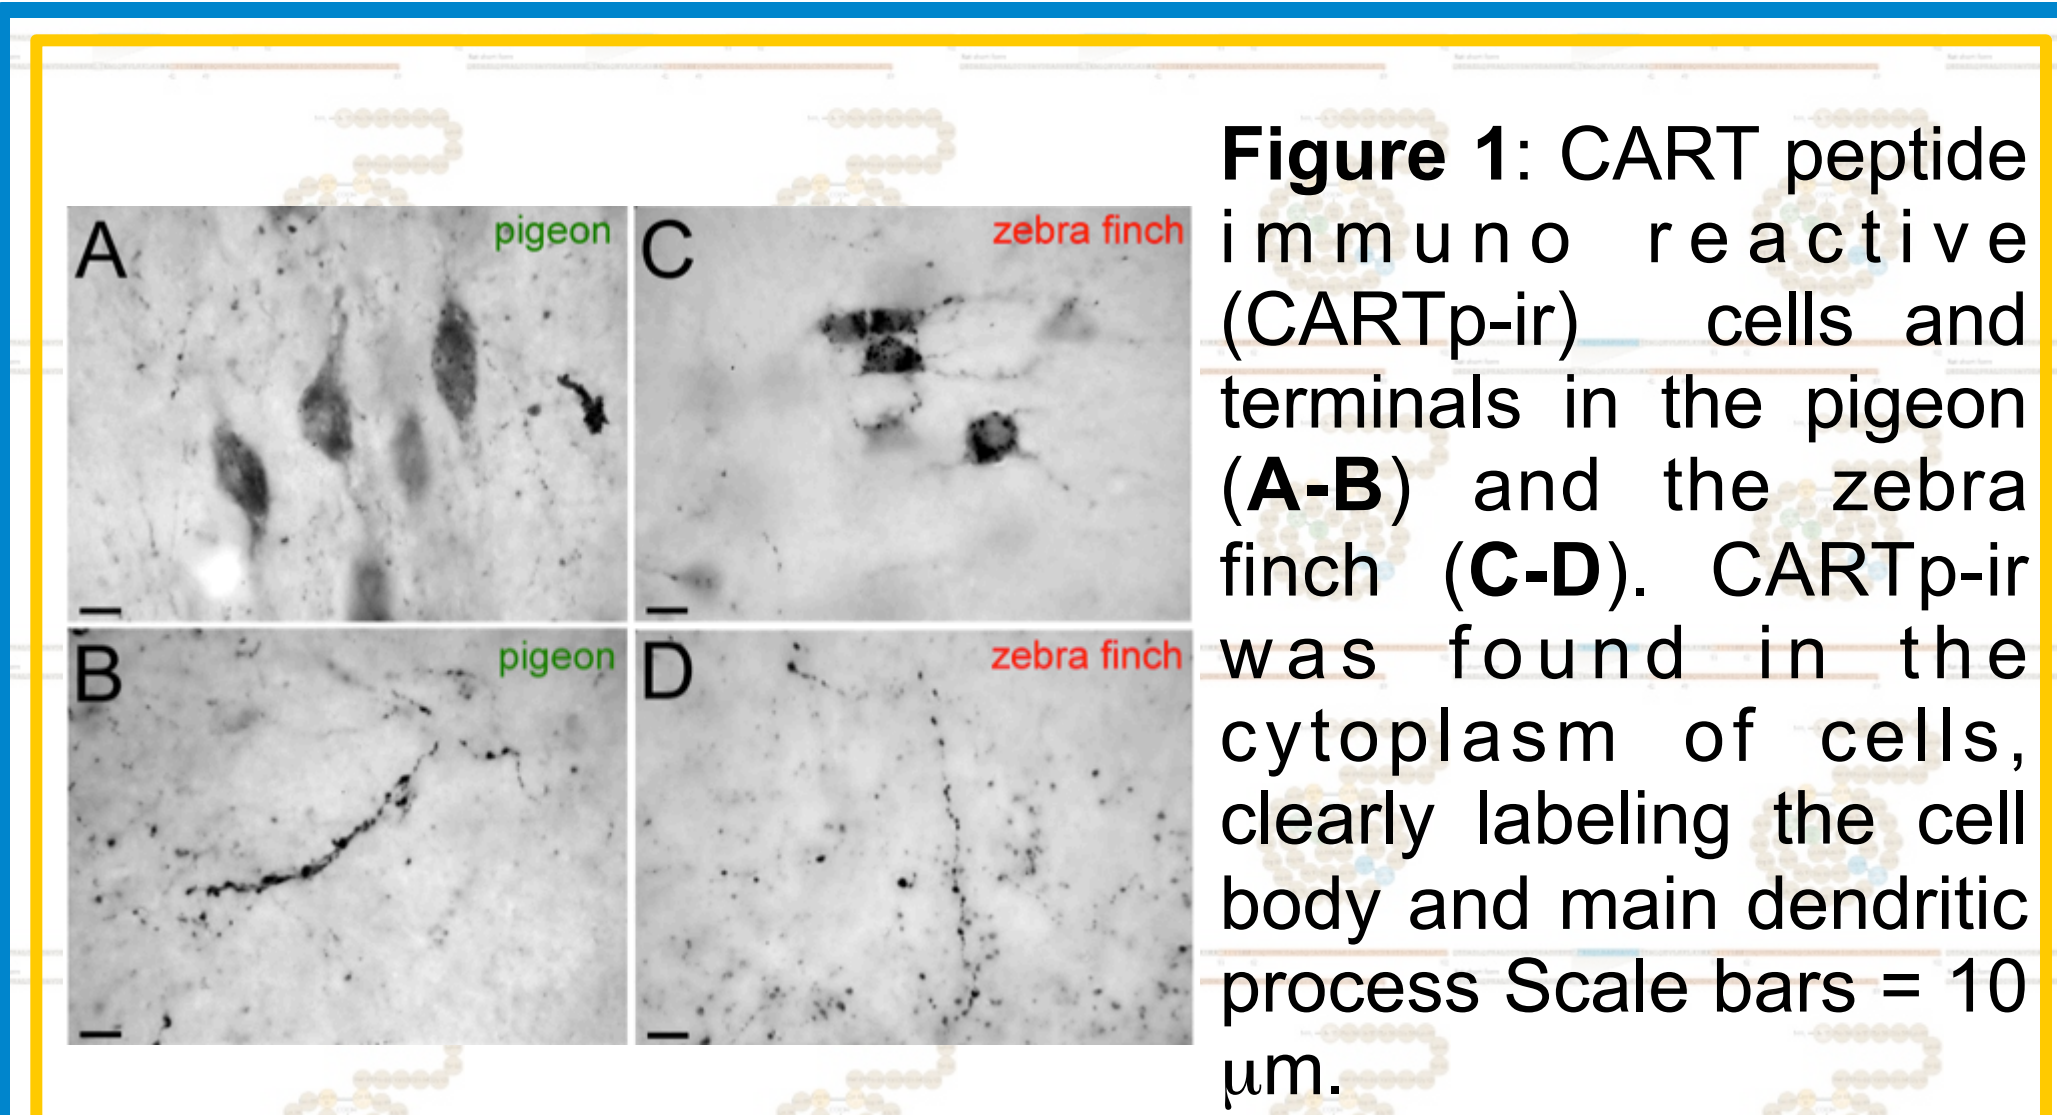 A
pigeon
C
zebra finch
B
pigeon
D
zebra finch
Figure 1: CART peptide
immuno reactive
(CARTp-ir) cells and
terminals in the pigeon
(A-B) and the zebra
finch (C-D). CARTp-ir
was found in the
cytoplasm of cells,
clearly labeling the cell
body and main dendritic
process Scale bars = 10
μm.